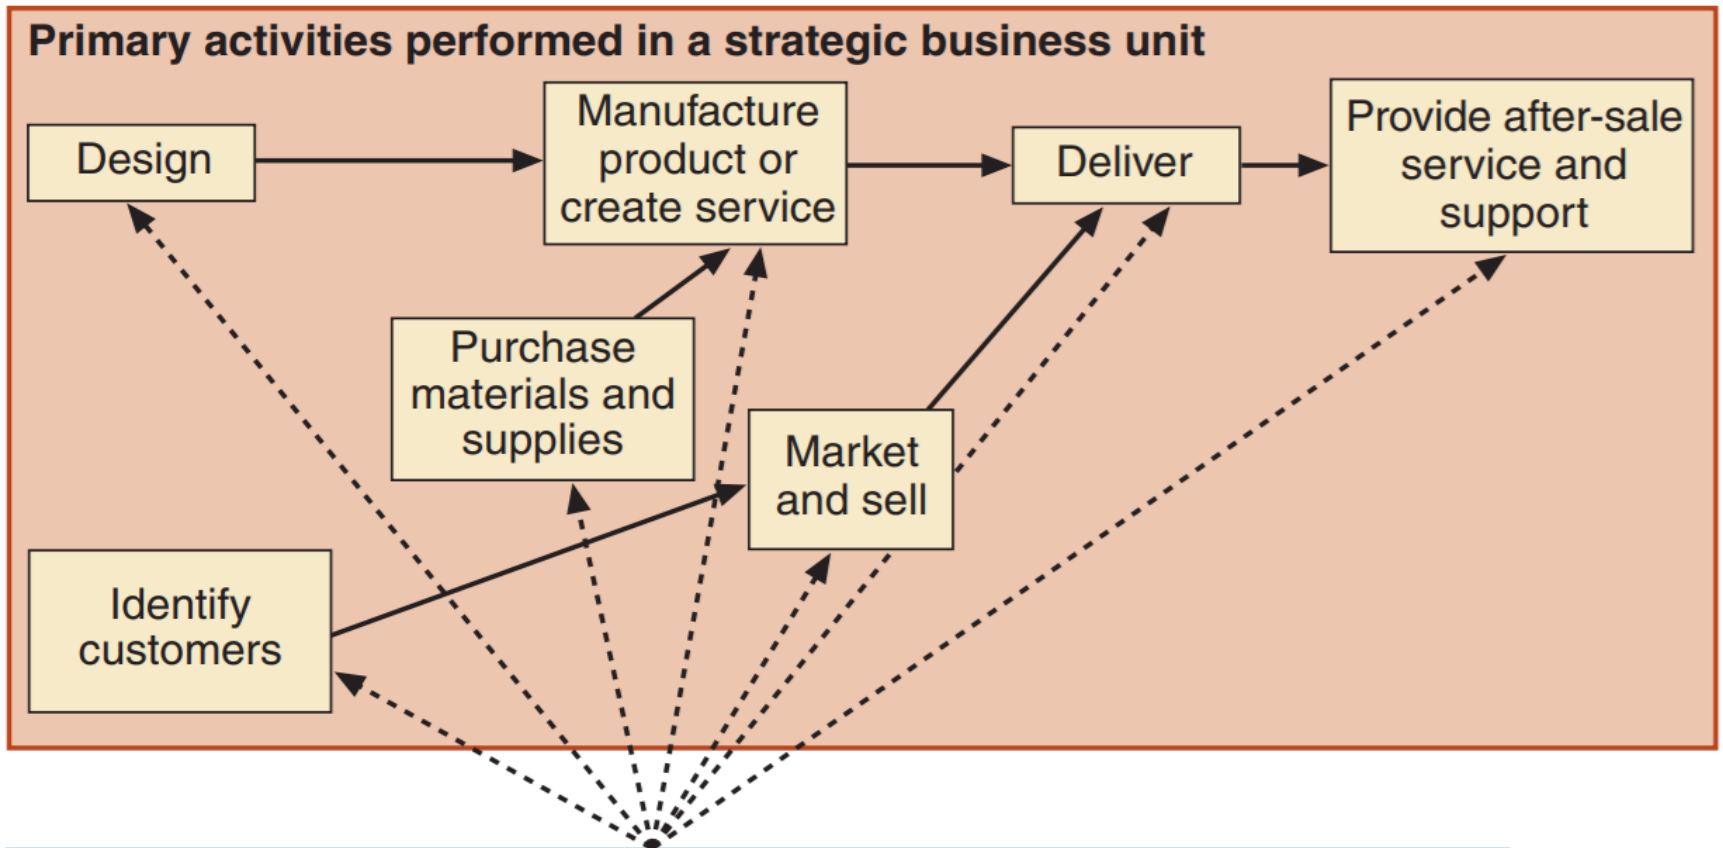 Primary activities performed in a strategic business unit
Design
Manufacture
product or
create service
Deliver
Provide after-sale
service and
support
Purchase
materials and
supplies
Market
and sell
Identify
customers